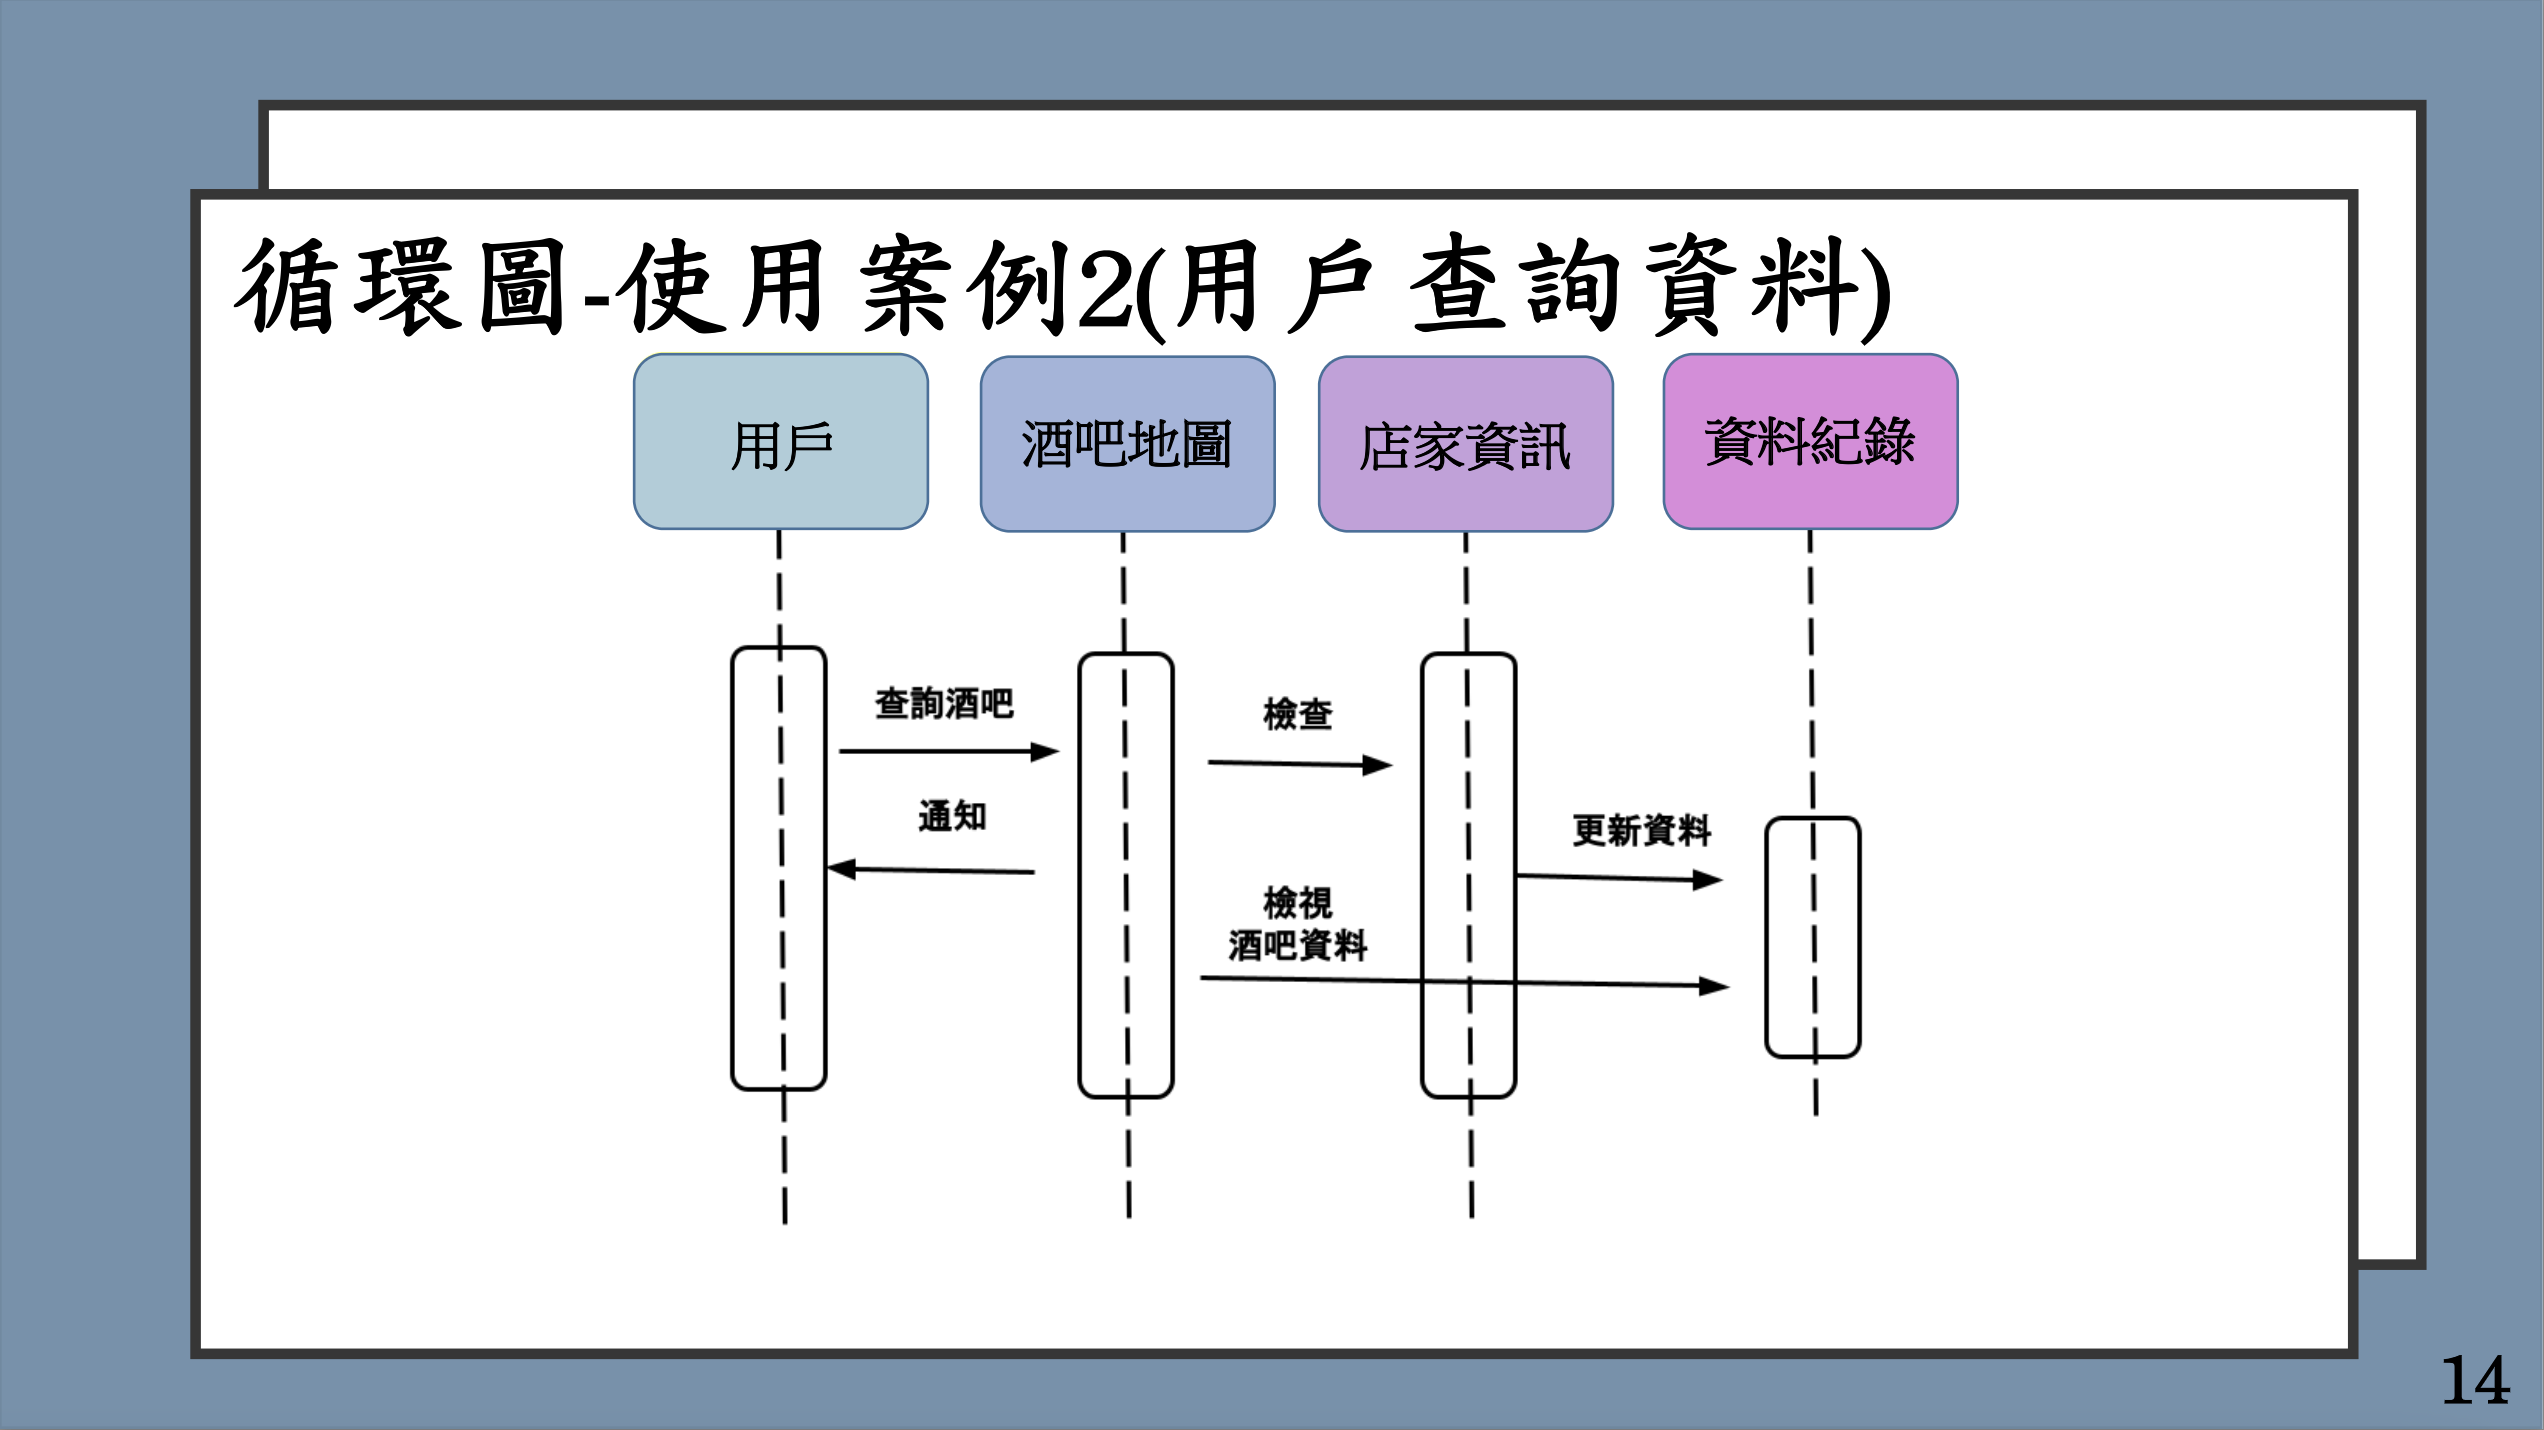 循環圖-使用案例2(用戶查詢資料)
用戶
酒吧地圖
店家資訊
資料紀錄
查詢酒吧
檢查
通知
更新資料
檢視
酒吧資料
14